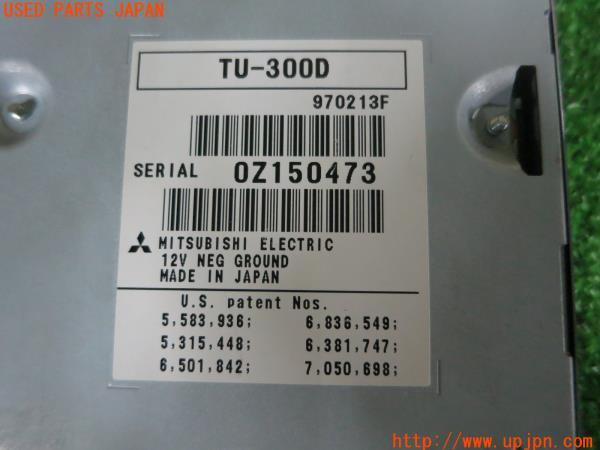 USED PARTS JAPAN
TU-300D
970213F
SERIAL 0Z150473
MITSUBISHI ELECTRIC
12V NEG GROUND
MADE IN JAPAN
U.S. patent Nos.
5,583,936; 6,836,549;
5,315,448; 6,381,747;
6,501,842; 7,050,698;
http://www.upjpn.com